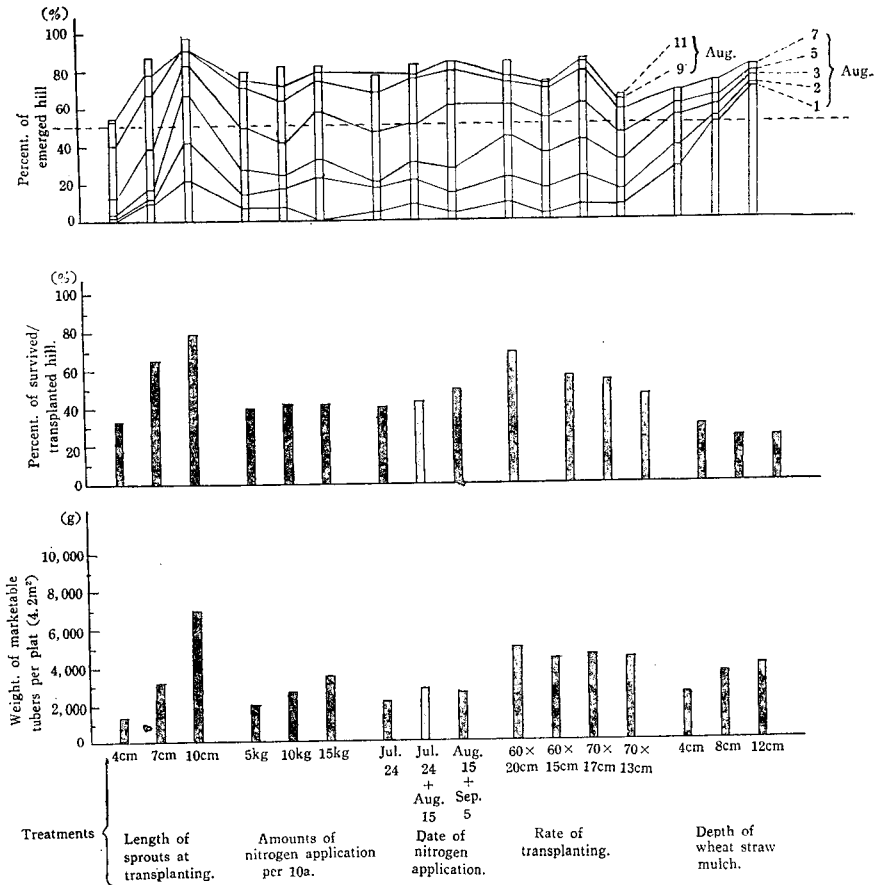 (%)
100
80
60
40
20
0
Percent. of
emerged hill
11
9
Aug.
7
5
3
2
1
Aug.
(%)
100
80
60
40
20
0
Percent. of survived/
transplanted hill.
(g)
10,000
8,000
6,000
4,000
2,000
0
Weight. of marketable
tubers per plat (4.2m²)
4cm 7cm 10cm 5kg 10kg 15kg Jul. Jul. Aug. 60× 60× 70× 70× 4cm 8cm 12cm
24 24 15 20cm 15cm 17cm 13cm
+ +
Aug. Sep.
15 5
Treatments
Length of
sprouts at
transplanting.
Amounts of
nitrogen application
per 10a.
Date of
nitrogen
application.
Rate of
transplanting.
Depth of
wheat straw
mulch.